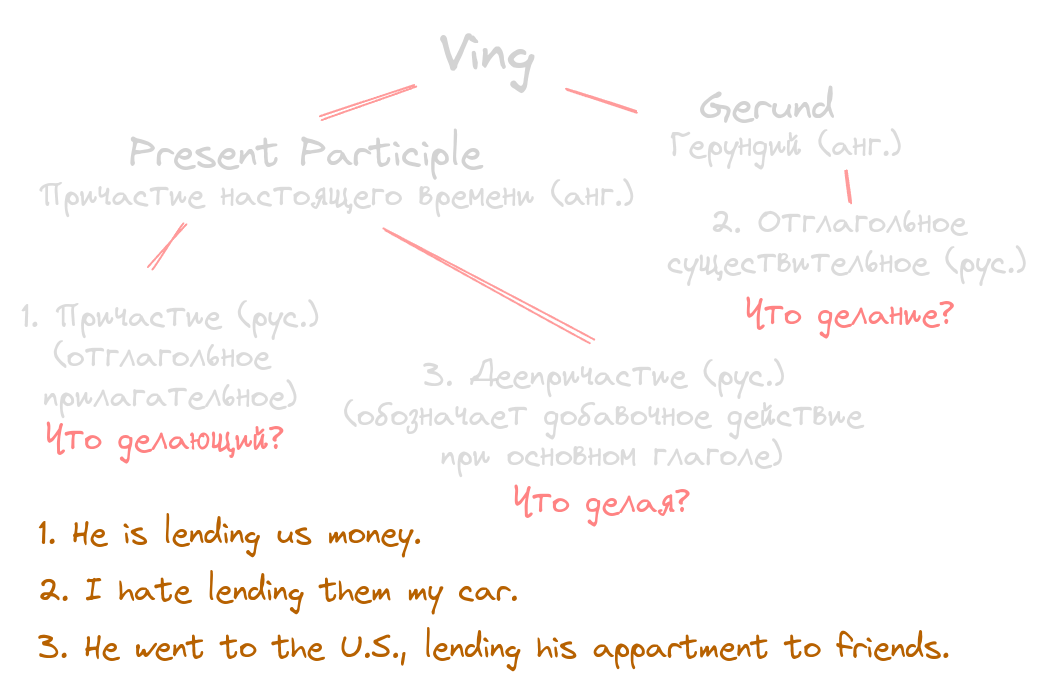 Ving
Gerund
Герундий (анг.)
Present Participle
Причастие настоящего времени (анг.)
2. Отглагольное
существительное (рус.)
Что делание?
1. Причастие (рус.)
(отглагольное
прилагательное)
Что делающий?
3. Деепричастие (рус.)
(обозначает добавочное действие
при основном глаголе)
Что делая?
1. He is lending us money.
2. I hate lending them my car.
3. He went to the U.S., lending his appartment to friends.